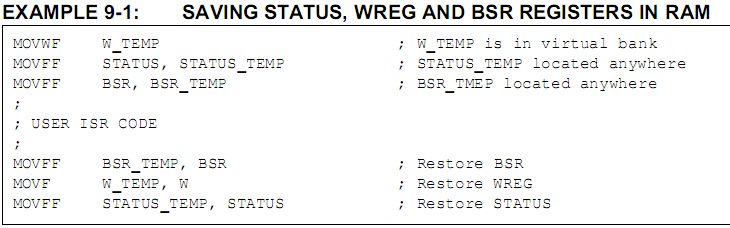 EXAMPLE 9-1: SAVING STATUS, WREG AND BSR REGISTERS IN RAM
MOVWF W_TEMP ; W_TEMP is in virtual bank
MOVFF STATUS, STATUS_TEMP ; STATUS_TEMP located anywhere
MOVFF BSR, BSR_TEMP ; BSR_TMEP located anywhere
;
; USER ISR CODE
;
MOVFF BSR_TEMP, BSR ; Restore BSR
MOVF W_TEMP, W ; Restore WREG
MOVFF STATUS_TEMP, STATUS ; Restore STATUS